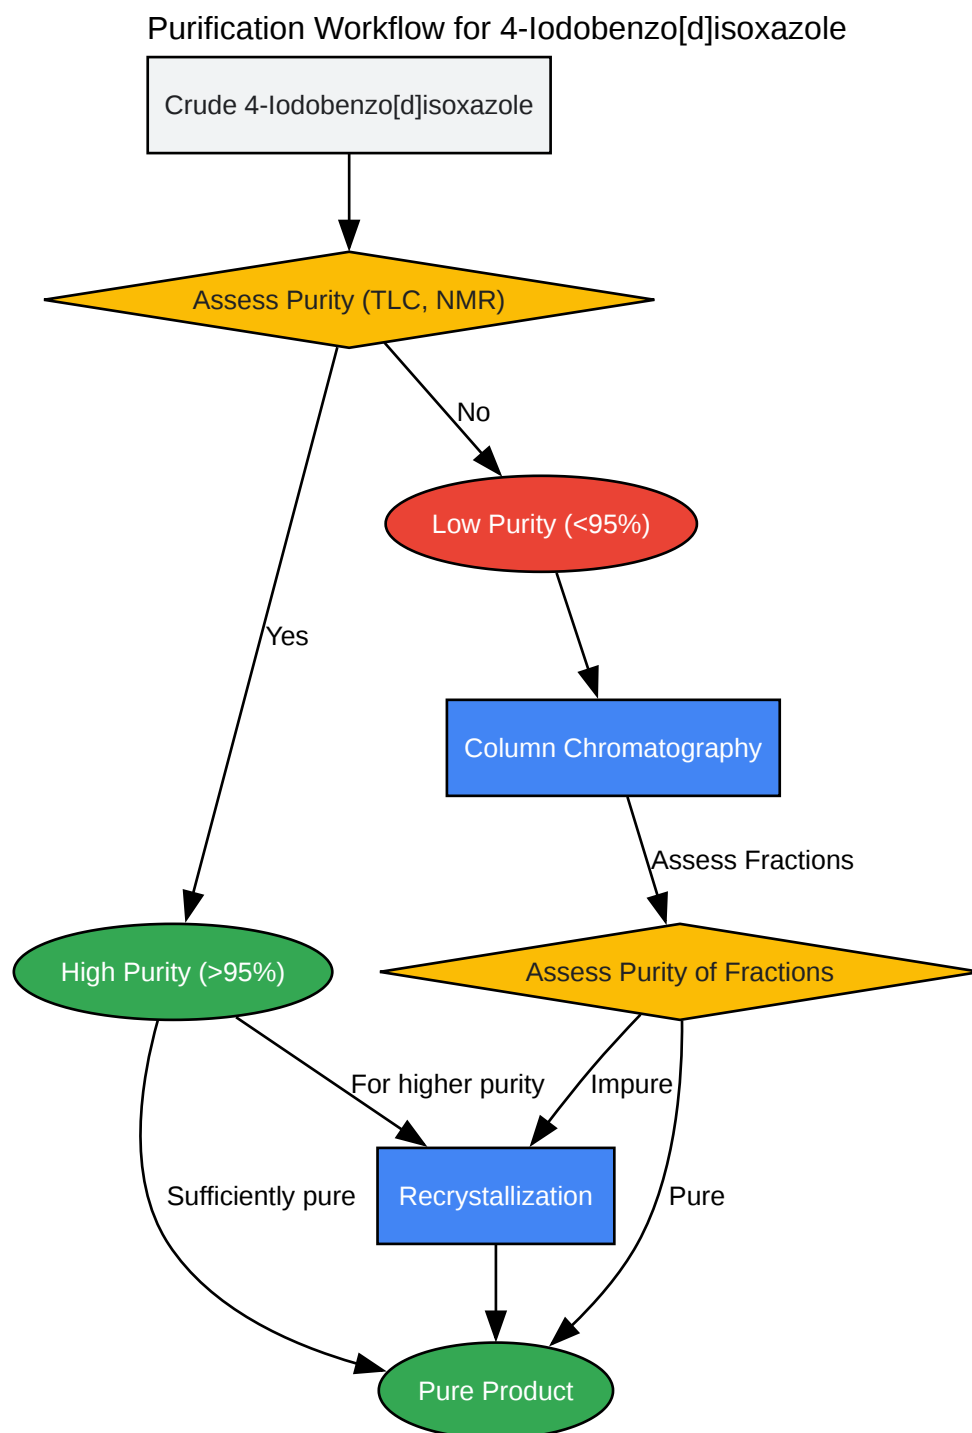 Purification Workflow for 4-Iodobenzo[d]isoxazole
Crude 4-Iodobenzo[d]isoxazole
Assess Purity (TLC, NMR)
No
Low Purity (<95%)
Yes
Column Chromatography
Assess Fractions
High Purity (>95%)
Assess Purity of Fractions
For higher purity
Impure
Sufficiently pure
Recrystallization
Pure
Pure Product